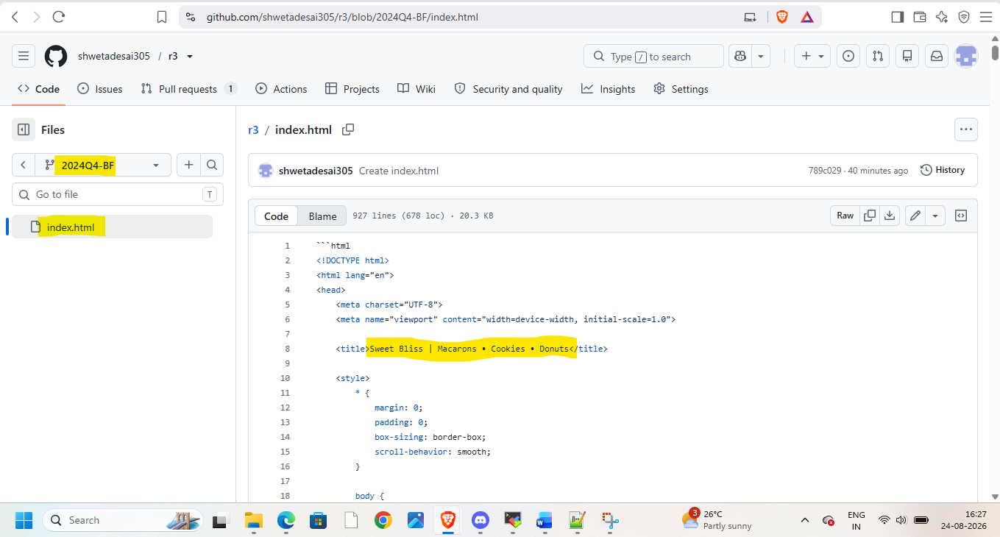 github.com/shwetadesai305/r3/blob/2024Q4-BF/index.html
shwetadesai305 / r3
Type / to search
Code Issues Pull requests 1 Actions Projects Wiki Security and quality Insights Settings
Files
2024Q4-BF
Go to file T
index.html
r3 / index.html
shwetadesai305 Create index.html 789c029 · 40 minutes ago History
Code Blame 927 lines (678 loc) · 20.3 KB Raw
1 ```html
2 <!DOCTYPE html>
3 <html lang="en">
4 <head>
5 <meta charset="UTF-8">
6 <meta name="viewport" content="width=device-width, initial-scale=1.0">
7
8 <title>Sweet Bliss | Macarons • Cookies • Donuts</title>
9
10 <style>
11 * {
12 margin: 0;
13 padding: 0;
14 box-sizing: border-box;
15 scroll-behavior: smooth;
16 }
17
18 body {
Search
3
26°C
Partly sunny
ENG
IN
16:27
24-08-2026